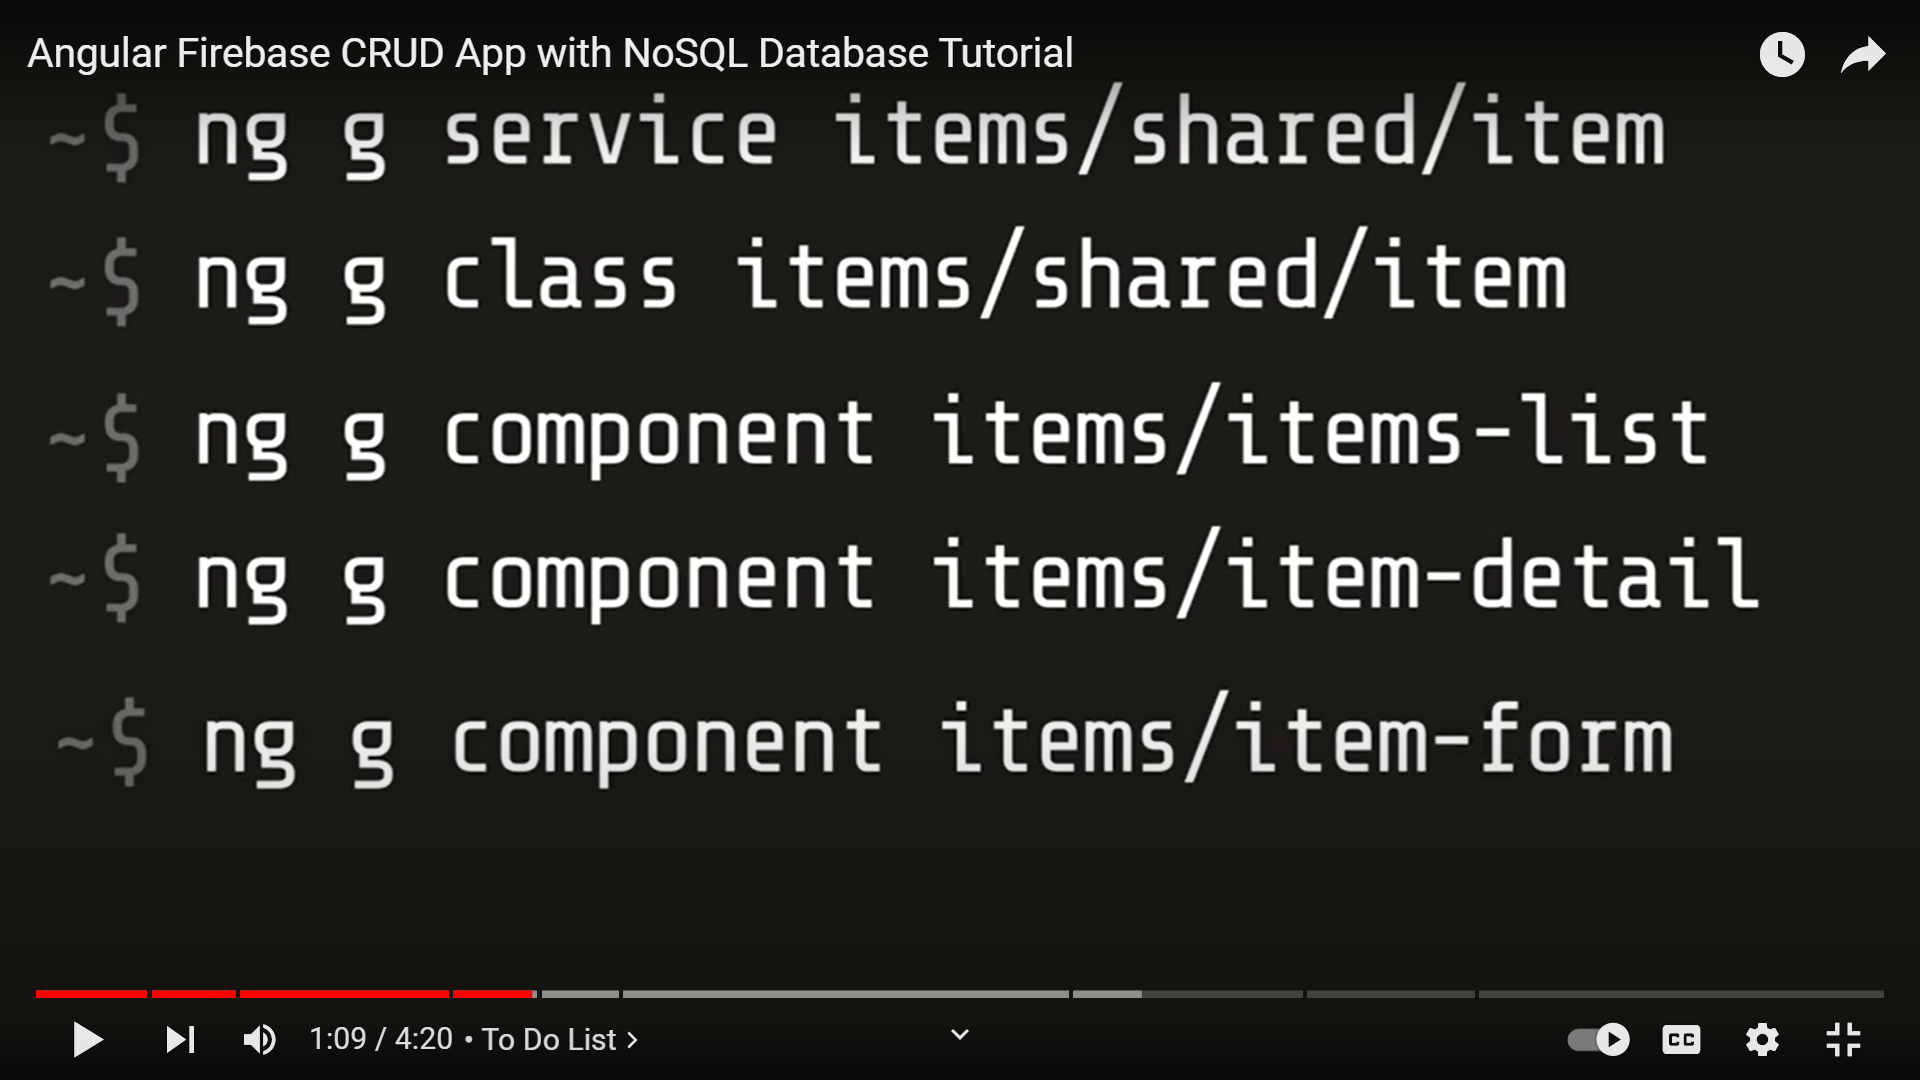 Angular Firebase CRUD App with NoSQL Database Tutorial
~$ ng g service items/shared/item
~$ ng g class items/shared/item
~$ ng g component items/items-list
~$ ng g component items/item-detail
~$ ng g component items/item-form
1:09 / 4:20 • To Do List ›
CC